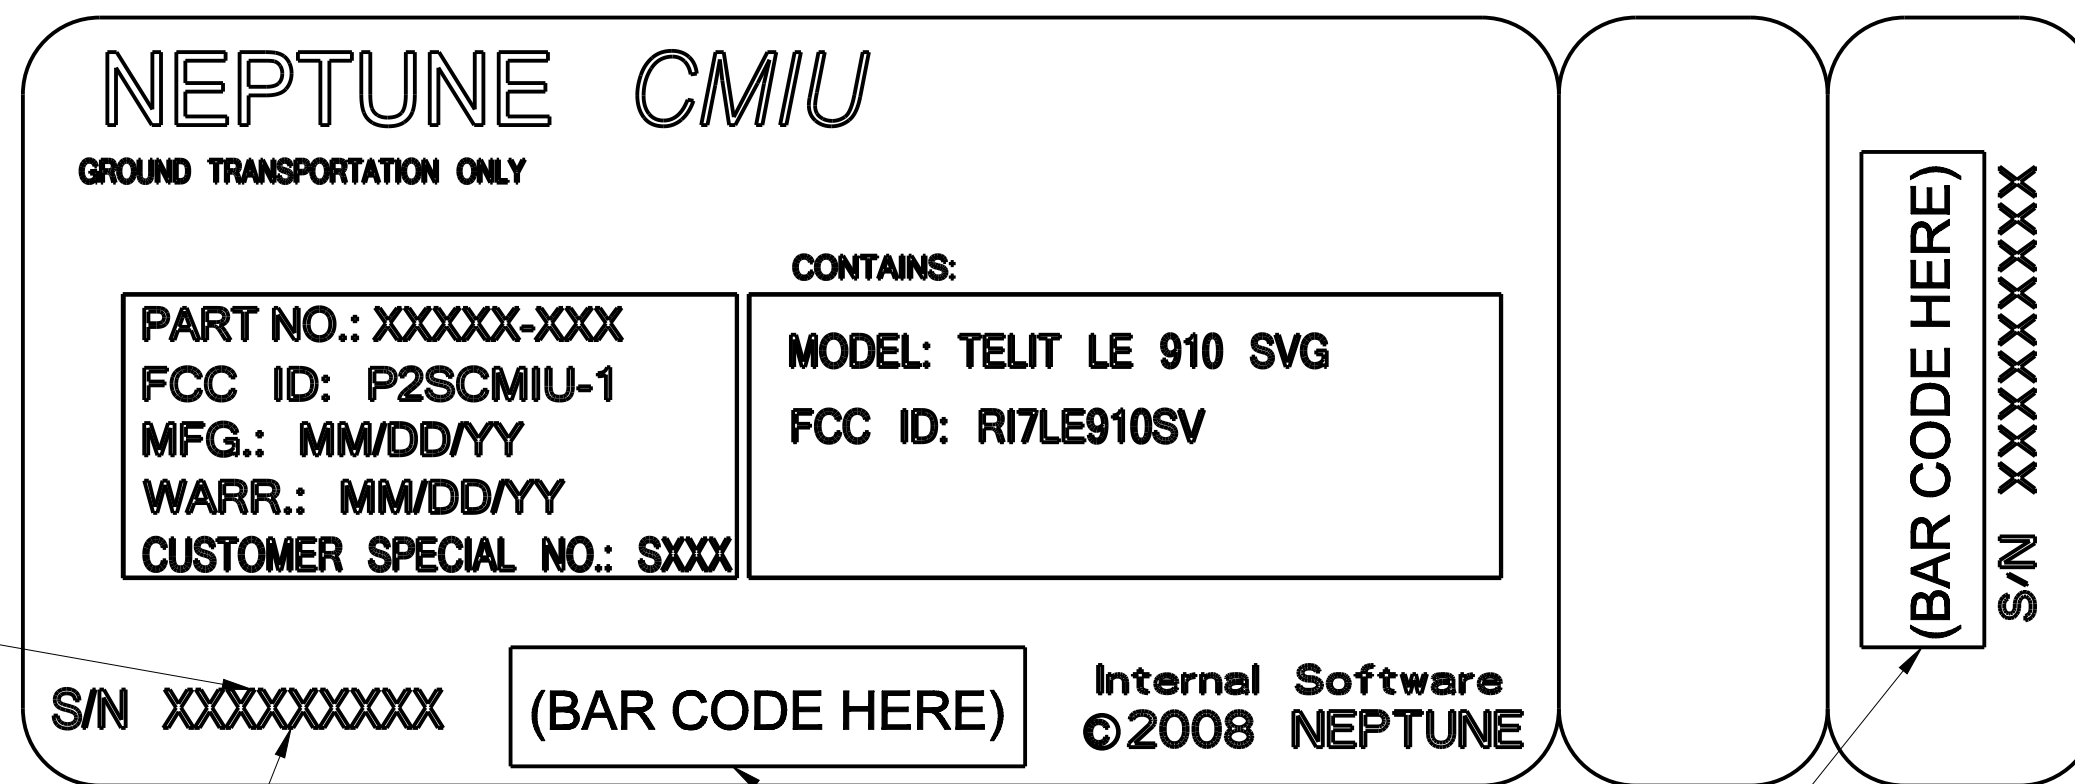 NEPTUNE CMIU
GROUND TRANSPORTATION ONLY
CONTAINS:
PART NO.: XXXXX-XXX
FCC ID: P2SCMIU-1
MFG.: MM/DD/YY
WARR.: MM/DD/YY
CUSTOMER SPECIAL NO.: SXXX
MODEL: TELIT LE 910 SVG
FCC ID: RI7LE910SV
S/N XXXXXXXXX
(BAR CODE HERE)
Internal Software
©2008 NEPTUNE
(BAR CODE HERE)
S/N XXXXXXXXX